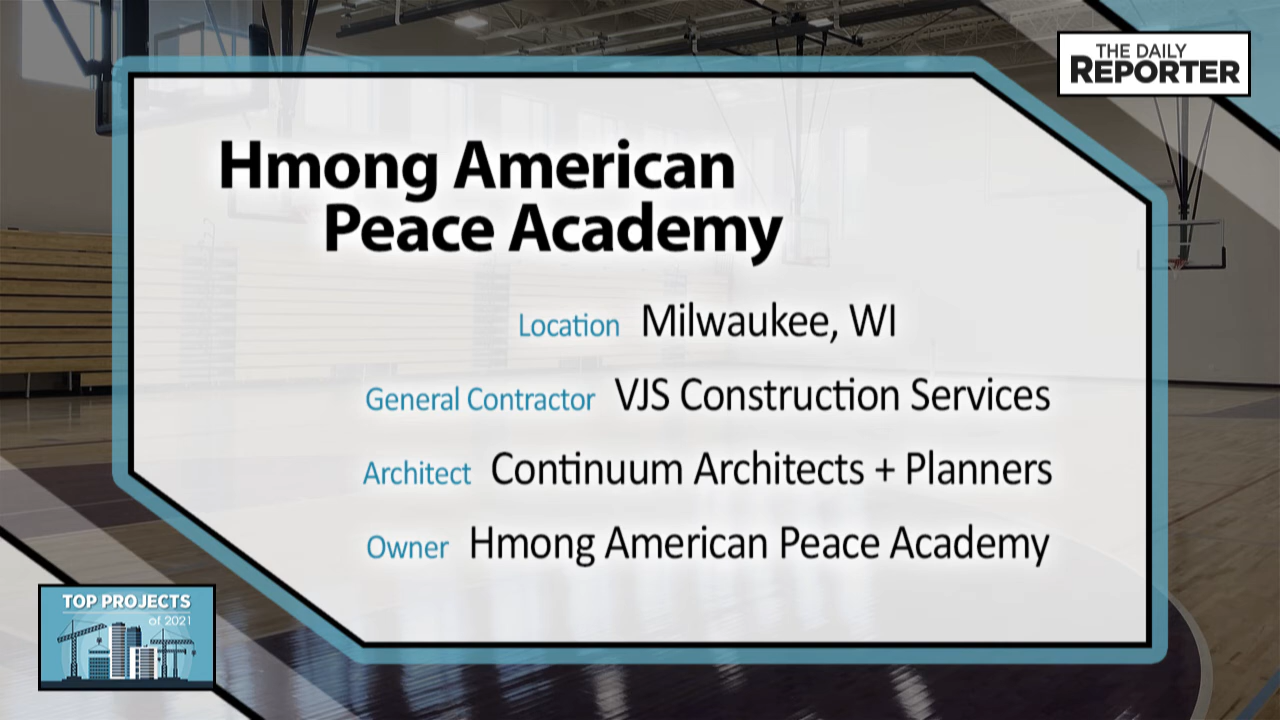 THE DAILY
REPORTER
Hmong American
Peace Academy
Location Milwaukee, WI
General Contractor VJS Construction Services
Architect Continuum Architects + Planners
Owner Hmong American Peace Academy
TOP PROJECTS
of 2021